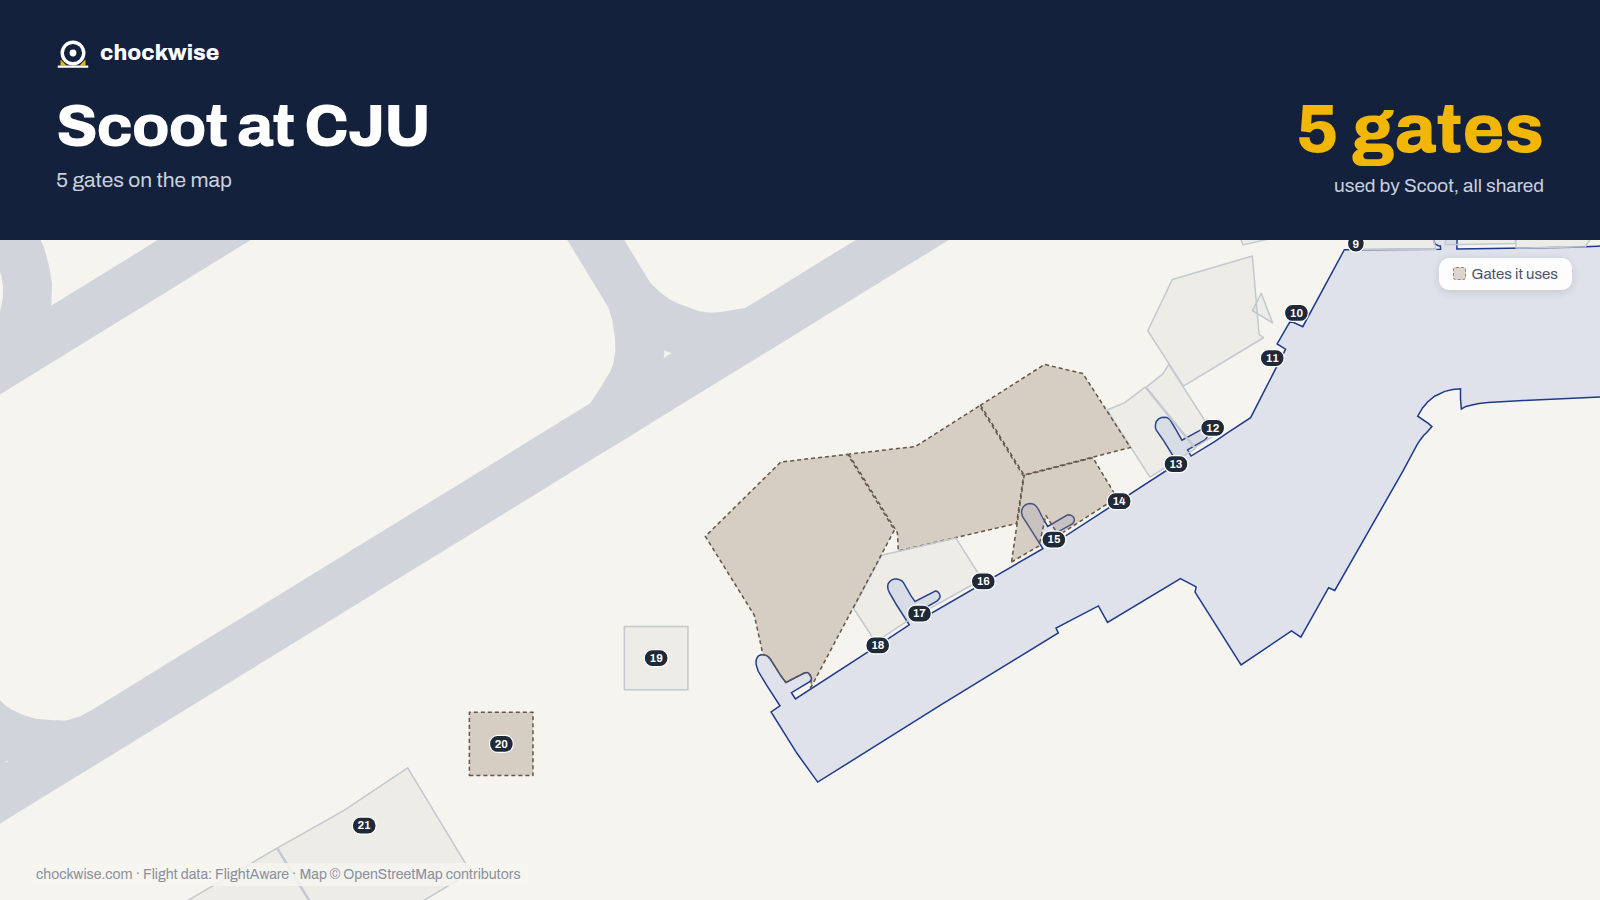 chockwise
Scoot at CJU
5 gates on the map
5 gates
used by Scoot, all shared
9
Gates it uses
10
11
12
13
14
15
16
17
18
19
20
21
chockwise.com · Flight data: FlightAware · Map © OpenStreetMap contributors